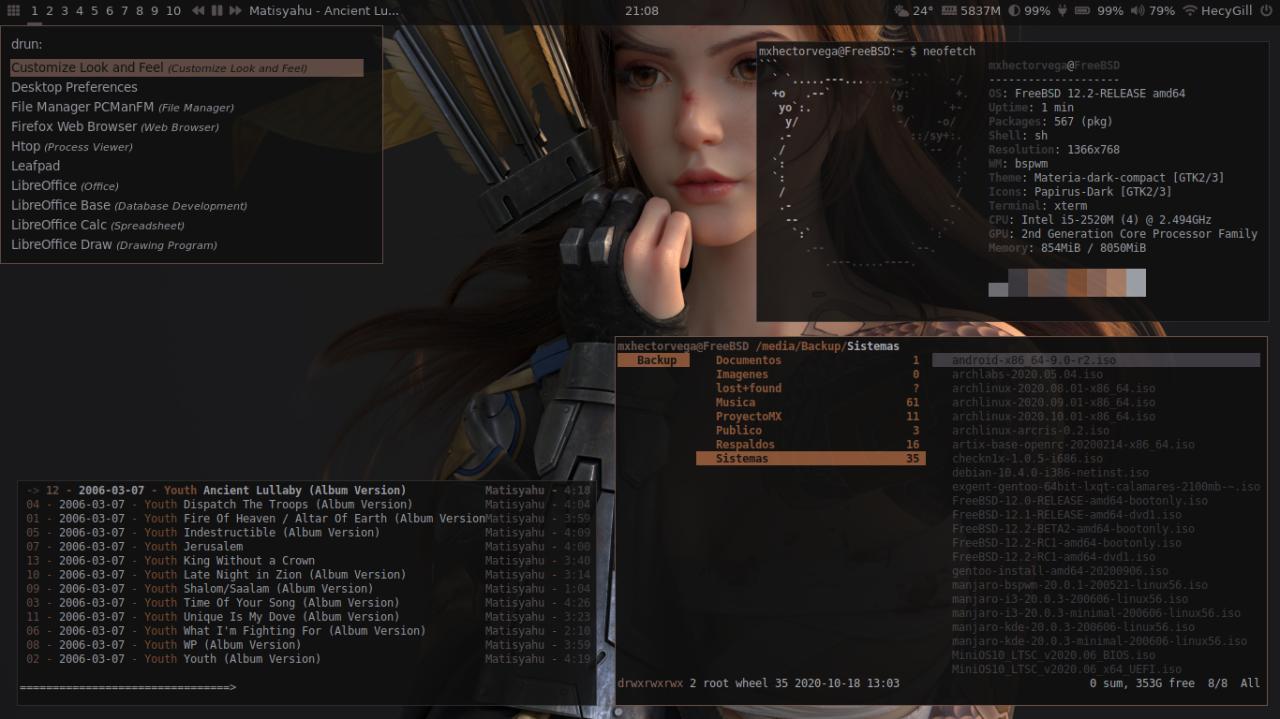 1 2 3 4 5 6 7 8 9 10 Matisyahu - Ancient Lu...
21:08
24° 5837M 99% 99% 79% HecyGill
drun:
Customize Look and Feel (Customize Look and Feel)
Desktop Preferences
File Manager PCManFM (File Manager)
Firefox Web Browser (Web Browser)
Htop (Process Viewer)
Leafpad
LibreOffice (Office)
LibreOffice Base (Database Development)
LibreOffice Calc (Spreadsheet)
LibreOffice Draw (Drawing Program)
mxhectorvega@FreeBSD:~ $ neofetch
mxhectorvega@FreeBSD
--------------------
OS: FreeBSD 12.2-RELEASE amd64
Uptime: 1 min
Packages: 567 (pkg)
Shell: sh
Resolution: 1366x768
WM: bspwm
Theme: Materia-dark-compact [GTK2/3]
Icons: Papirus-Dark [GTK2/3]
Terminal: xterm
CPU: Intel i5-2520M (4) @ 2.494GHz
GPU: 2nd Generation Core Processor Family
Memory: 854MiB / 8050MiB
mxhectorvega@FreeBSD /media/Backup/Sistemas
Backup
Documentos 1
Imagenes 0
lost+found ?
Musica 61
ProyectoMX 11
Publico 3
Respaldos 16
Sistemas 35
android-x86_64-9.0-r2.iso
archlabs-2020.05.04.iso
archlinux-2020.08.01-x86_64.iso
archlinux-2020.09.01-x86_64.iso
archlinux-2020.10.01-x86_64.iso
archlinux-arcris-0.2.iso
artix-base-openrc-20200214-x86_64.iso
checkn1x-1.0.5-i686.iso
debian-10.4.0-i386-netinst.iso
exgent-gentoo-64bit-lxqt-calamares-2100mb-~.iso
FreeBSD-12.0-RELEASE-amd64-bootonly.iso
FreeBSD-12.1-RELEASE-amd64-dvd1.iso
FreeBSD-12.2-BETA2-amd64-bootonly.iso
FreeBSD-12.2-RC1-amd64-bootonly.iso
FreeBSD-12.2-RC1-amd64-dvd1.iso
gentoo-install-amd64-20200906.iso
manjaro-bspwm-20.0.1-200521-linux56.iso
manjaro-i3-20.0.3-200606-linux56.iso
manjaro-i3-20.0.3-minimal-200606-linux56.iso
manjaro-kde-20.0.3-200606-linux56.iso
manjaro-kde-20.0.3-minimal-200606-linux56.iso
MiniOS10_LTSC_v2020.06_BIOS.iso
MiniOS10_LTSC_v2020.06_x64_UEFI.iso
drwxrwxrwx 2 root wheel 35 2020-10-18 13:03 0 sum, 353G free 8/8 All
-> 12 - 2006-03-07 - Youth Ancient Lullaby (Album Version) Matisyahu - 4:18
04 - 2006-03-07 - Youth Dispatch The Troops (Album Version) Matisyahu - 4:04
01 - 2006-03-07 - Youth Fire Of Heaven / Altar Of Earth (Album Version Matisyahu - 3:59
05 - 2006-03-07 - Youth Indestructible (Album Version) Matisyahu - 4:09
07 - 2006-03-07 - Youth Jerusalem Matisyahu - 4:00
13 - 2006-03-07 - Youth King Without a Crown Matisyahu - 3:40
10 - 2006-03-07 - Youth Late Night in Zion (Album Version) Matisyahu - 3:14
09 - 2006-03-07 - Youth Shalom/Saalam (Album Version) Matisyahu - 1:04
03 - 2006-03-07 - Youth Time Of Your Song (Album Version) Matisyahu - 4:26
11 - 2006-03-07 - Youth Unique Is My Dove (Album Version) Matisyahu - 3:23
06 - 2006-03-07 - Youth What I'm Fighting For (Album Version) Matisyahu - 2:10
08 - 2006-03-07 - Youth WP (Album Version) Matisyahu - 3:59
02 - 2006-03-07 - Youth Youth (Album Version) Matisyahu - 4:19
================================>